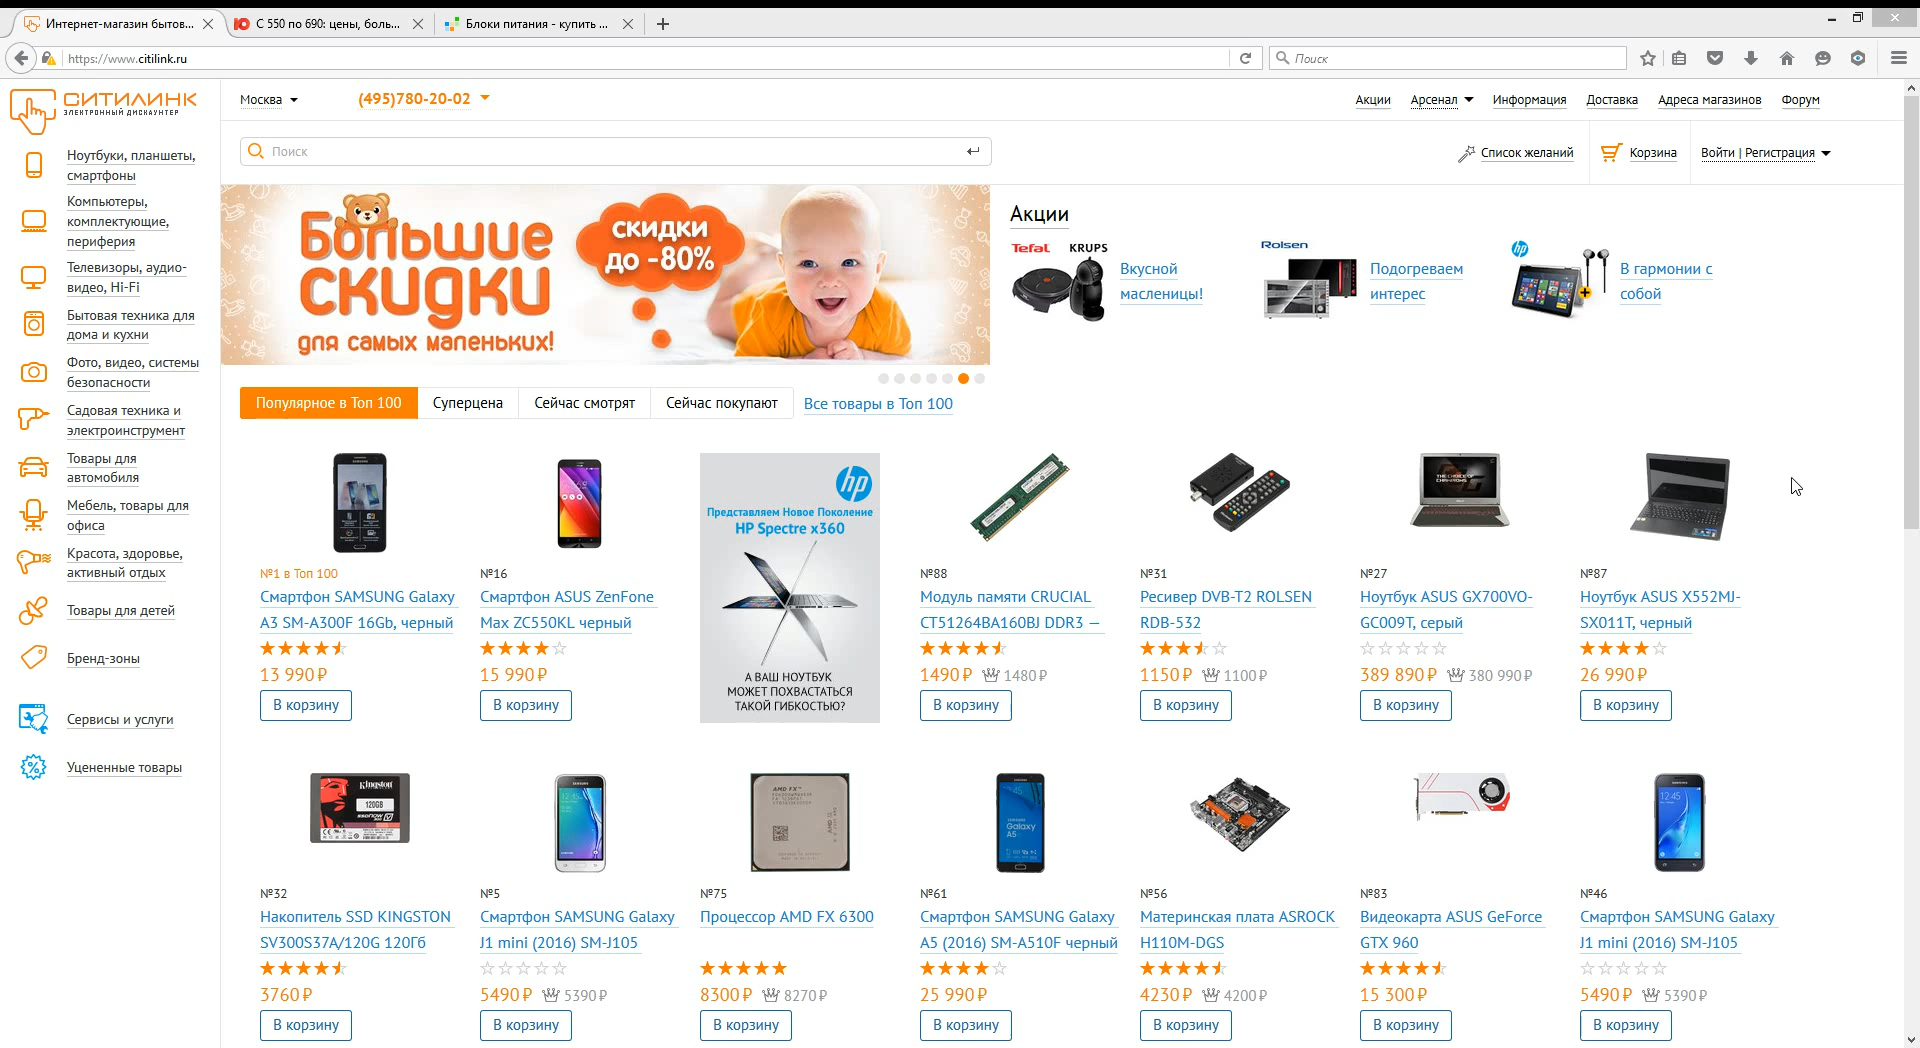 Интернет-магазин бытов...
С 550 по 690: цены, боль...
Блоки питания - купить ...
https://www.citilink.ru
Поиск
СИТИЛИНК
ЭЛЕКТРОННЫЙ ДИСКАУНТЕР
Москва
(495)780-20-02
Акции
Арсенал
Информация
Доставка
Адреса магазинов
Форум
Поиск
Список желаний
Корзина
Войти | Регистрация
Ноутбуки, планшеты,
смартфоны
Компьютеры,
комплектующие,
периферия
Телевизоры, аудио-
видео, Hi-Fi
Бытовая техника для
дома и кухни
Фото, видео, системы
безопасности
Садовая техника и
электроинструмент
Товары для
автомобиля
Мебель, товары для
офиса
Красота, здоровье,
активный отдых
Товары для детей
Бренд-зоны
Сервисы и услуги
Уцененные товары
Большие
скидки
для самых маленьких!
скидки
до -80%
Акции
Tefal KRUPS
Вкусной
масленицы!
Rolsen
Подогреваем
интерес
hp
В гармонии с
собой
Популярное в Топ 100
Суперцена
Сейчас смотрят
Сейчас покупают
Все товары в Топ 100
№1 в Топ 100
Смартфон SAMSUNG Galaxy
A3 SM-A300F 16Gb, черный
13 990 ₽
В корзину
№16
Смартфон ASUS ZenFone
Max ZC550KL черный
15 990 ₽
В корзину
hp
Представляем Новое Поколение
HP Spectre x360
А ВАШ НОУТБУК
МОЖЕТ ПОХВАСТАТЬСЯ
ТАКОЙ ГИБКОСТЬЮ?
№88
Модуль памяти CRUCIAL
CT51264BA160BJ DDR3 —
1490 ₽ 1480 ₽
В корзину
№31
Ресивер DVB-T2 ROLSEN
RDB-532
1150 ₽ 1100 ₽
В корзину
№27
Ноутбук ASUS GX700VO-
GC009T, серый
389 890 ₽ 380 990 ₽
В корзину
№87
Ноутбук ASUS X552MJ-
SX011T, черный
26 990 ₽
В корзину
Kingston
120GB
№32
Накопитель SSD KINGSTON
SV300S37A/120G 120Гб
3760 ₽
В корзину
№5
Смартфон SAMSUNG Galaxy
J1 mini (2016) SM-J105
5490 ₽ 5390 ₽
В корзину
AMD FX
№75
Процессор AMD FX 6300
8300 ₽ 8270 ₽
В корзину
Galaxy
A5
№61
Смартфон SAMSUNG Galaxy
A5 (2016) SM-A510F черный
25 990 ₽
В корзину
№56
Материнская плата ASROCK
H110M-DGS
4230 ₽ 4200 ₽
В корзину
№83
Видеокарта ASUS GeForce
GTX 960
15 300 ₽
В корзину
12:45
№46
Смартфон SAMSUNG Galaxy
J1 mini (2016) SM-J105
5490 ₽ 5390 ₽
В корзину